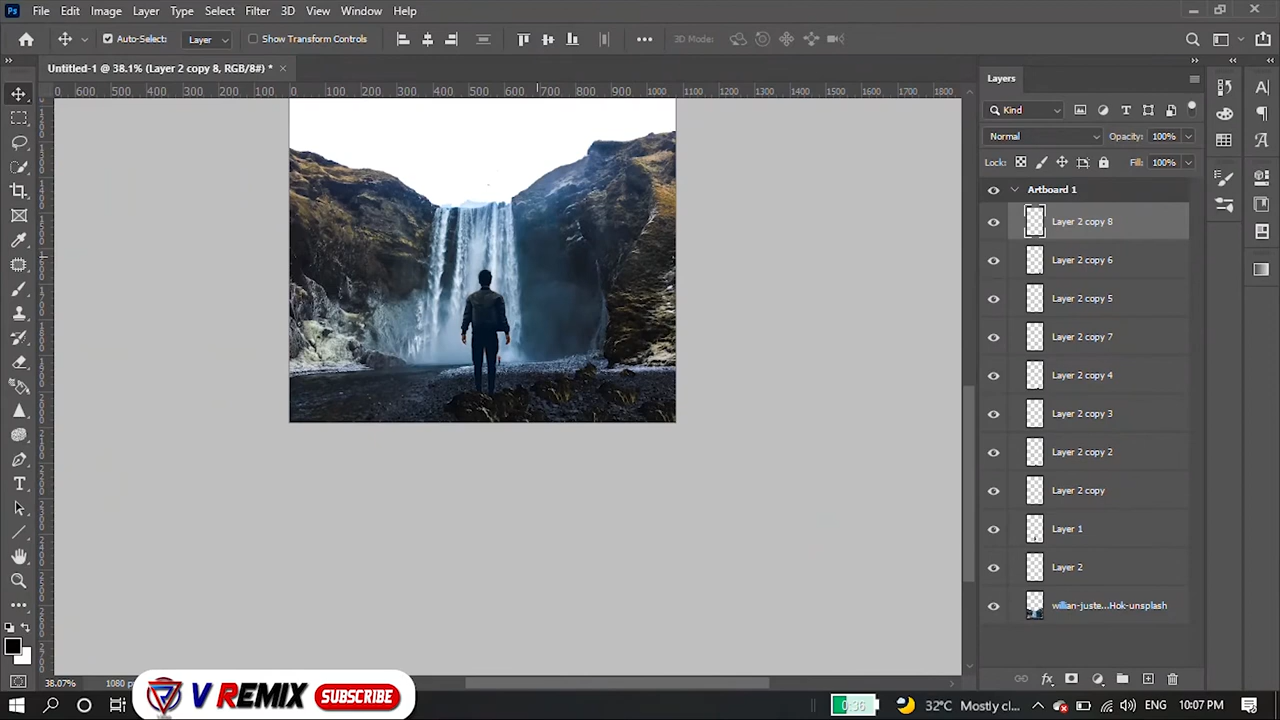 Ps File Edit Image Layer Type Select Filter 3D View Window Help
Auto-Select: Layer Show Transform Controls 3D Mode:
Untitled-1 @ 38.1% (Layer 2 copy 8, RGB/8#) * ×
600 500 400 300 200 100 0 100 200 300 400 500 600 700 800 900 1000 1100 1200 1300 1400 1500 1600 1700 1800
Layers
Kind
Normal Opacity: 100%
Lock: Fill: 100%
Artboard 1
Layer 2 copy 8
Layer 2 copy 6
Layer 2 copy 5
Layer 2 copy 7
Layer 2 copy 4
Layer 2 copy 3
Layer 2 copy 2
Layer 2 copy
Layer 1
Layer 2
willian-juste...Hok-unsplash
38.07% 1080 p
V REMIX SUBSCRIBE
0:36 32°C Mostly cl... ENG 10:07 PM